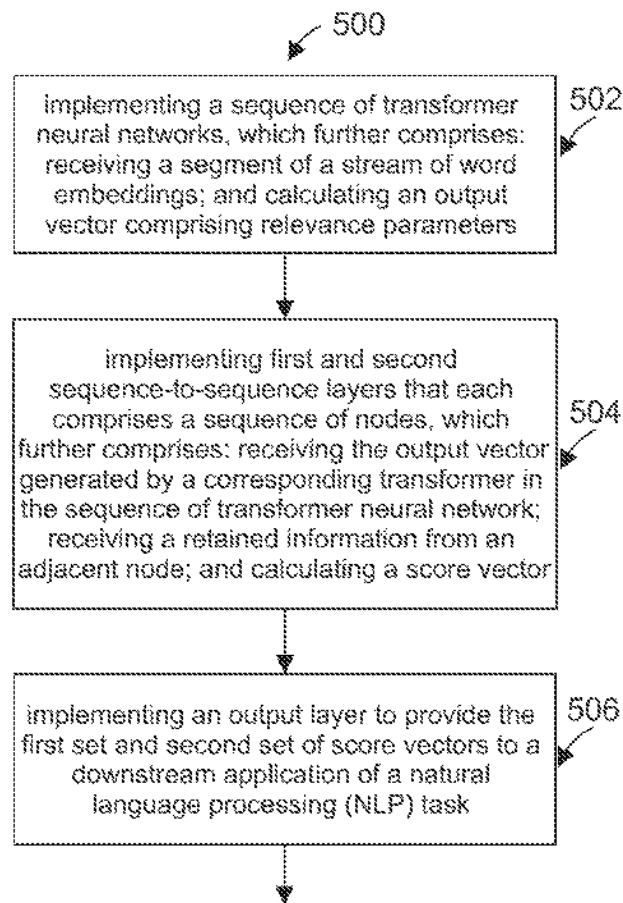 500
implementing a sequence of transformer
neural networks, which further comprises:
receiving a segment of a stream of word
embeddings; and calculating an output
vector comprising relevance parameters
502
implementing first and second
sequence-to-sequence layers that each
comprises a sequence of nodes, which
further comprises: receiving the output vector
generated by a corresponding transformer in
the sequence of transformer neural network;
receiving a retained information from an
adjacent node; and calculating a score vector
504
implementing an output layer to provide the
first set and second set of score vectors to a
downstream application of a natural
language processing (NLP) task
506